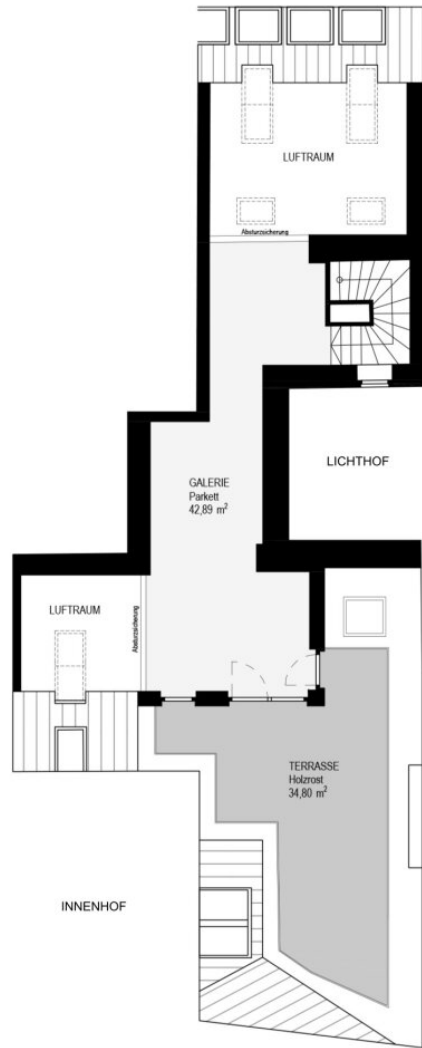 LUFTRAUM
Absturzsicherung
LICHTHOF
GALERIE
Parkett
42,89 m²
LUFTRAUM
Absturzsicherung
TERRASSE
Holzrost
34,80 m²
INNENHOF